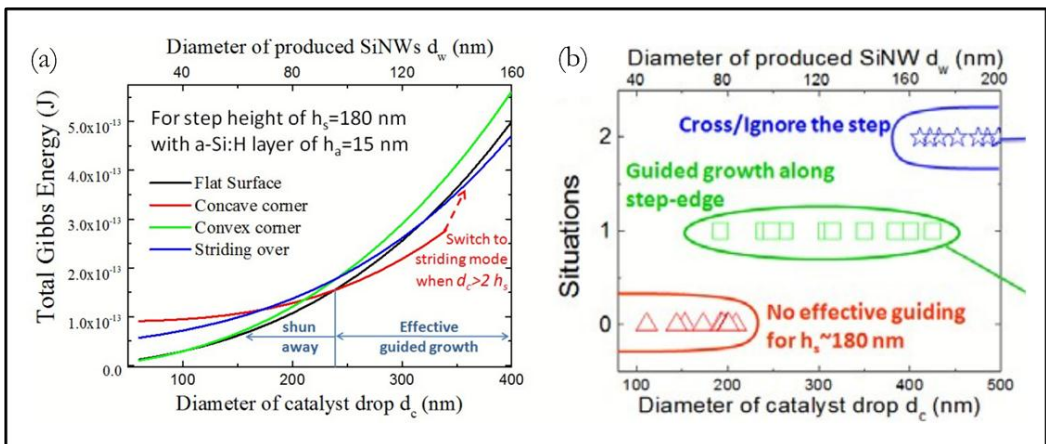 (a)
Diameter of produced SiNWs d_w (nm)
40 80 120 160
Total Gibbs Energy (J)
5.0x10^-13
4.0x10^-13
3.0x10^-13
2.0x10^-13
1.0x10^-13
0.0
For step height of h_s=180 nm
with a-Si:H layer of h_a=15 nm
Flat Surface
Concave corner
Convex corner
Striding over
Switch to
striding mode
when d_c>2 h_s
shun
away
Effective
guided growth
100 200 300 400
Diameter of catalyst drop d_c (nm)
(b)
Diameter of produced SiNW d_w (nm)
40 80 120 160 200
Situations
2
1
0
Cross/Ignore the step
Guided growth along
step-edge
No effective guiding
for h_s~180 nm
100 200 300 400 500
Diameter of catalyst drop d_c (nm)